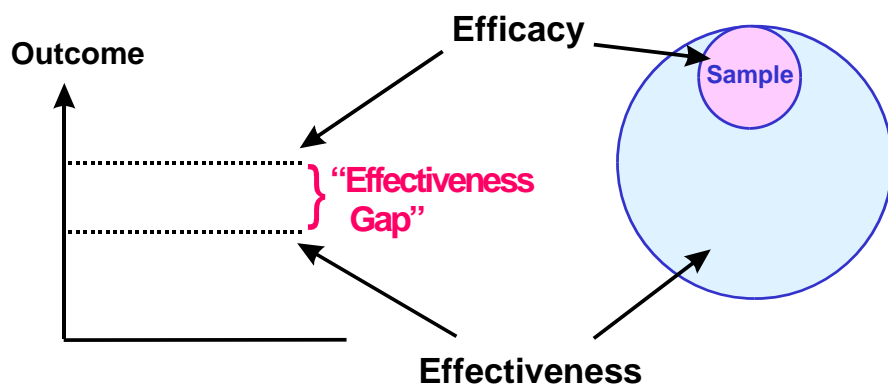 Efficacy
Outcome
Sample
“Effectiveness
Gap”
Effectiveness